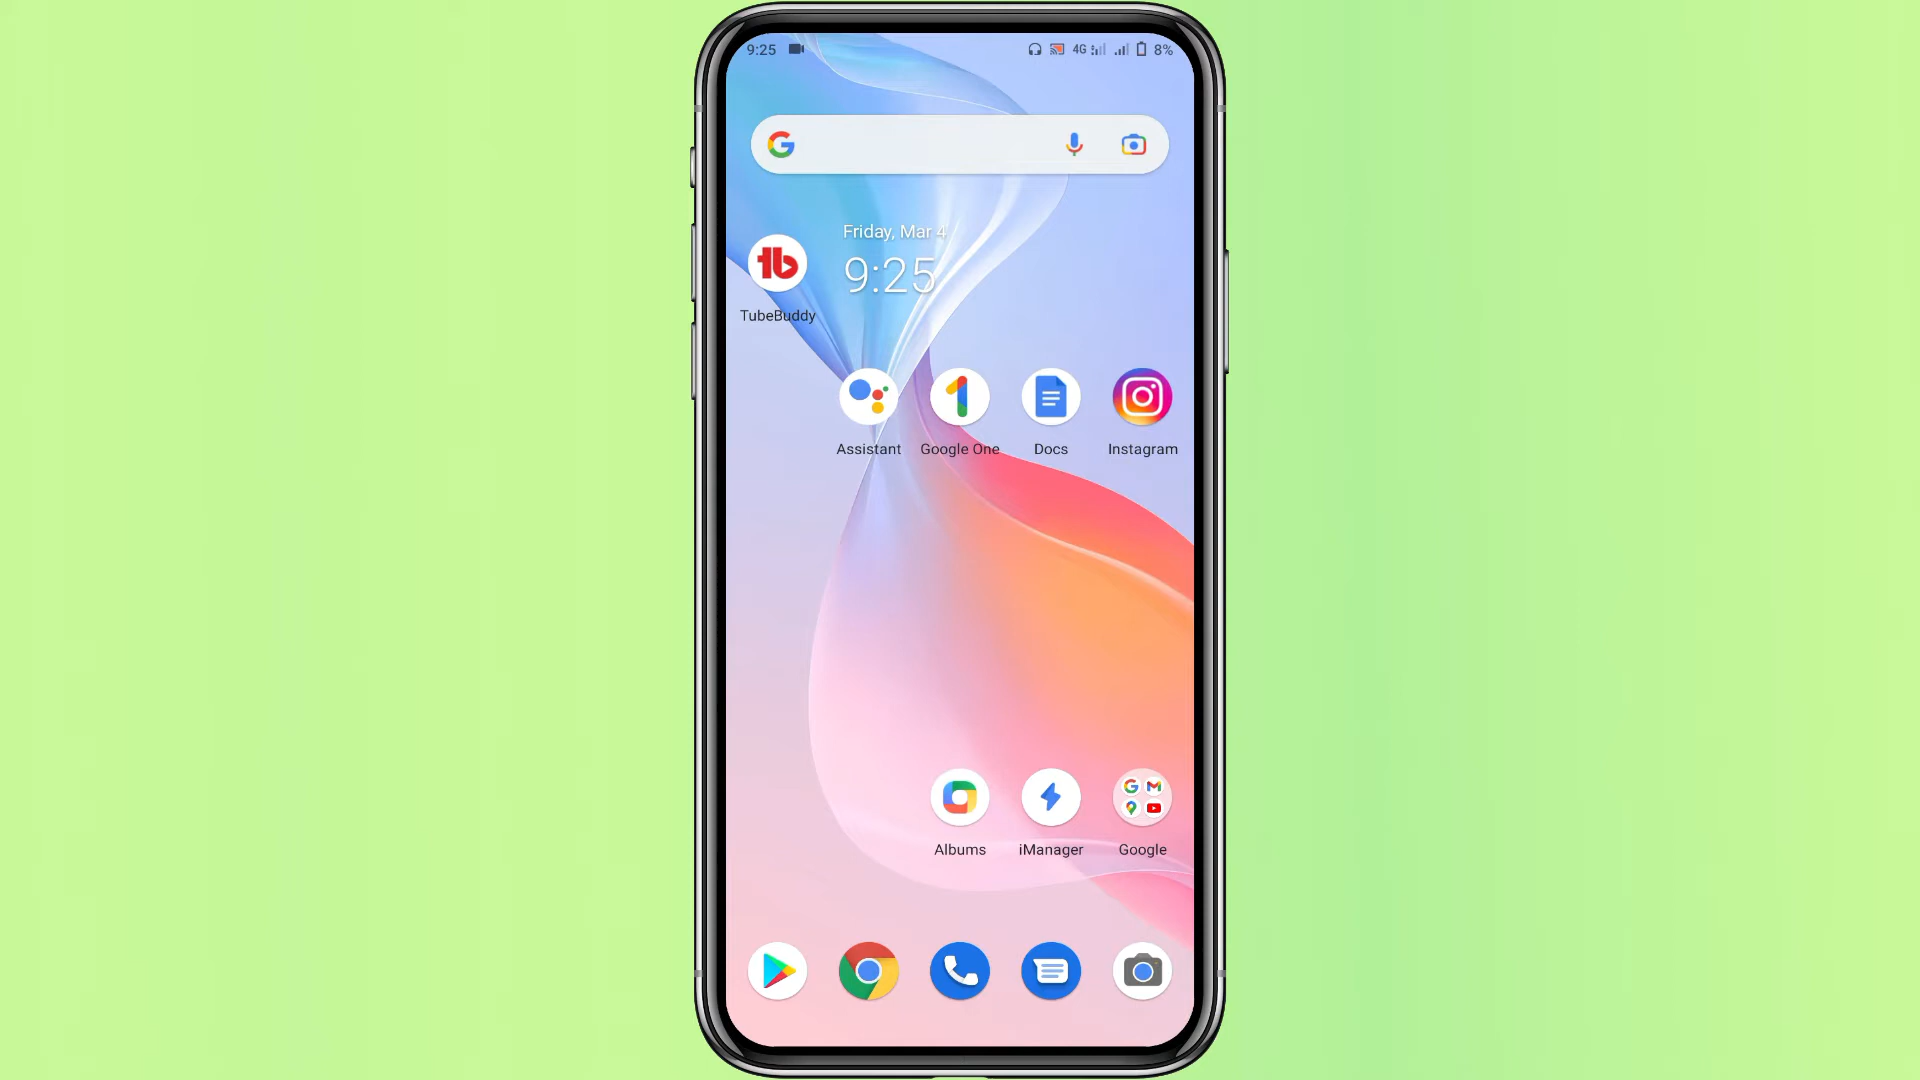 9:25
4G 8%
Friday, Mar 4
9:25
TubeBuddy
Assistant Google One Docs Instagram
Albums iManager Google